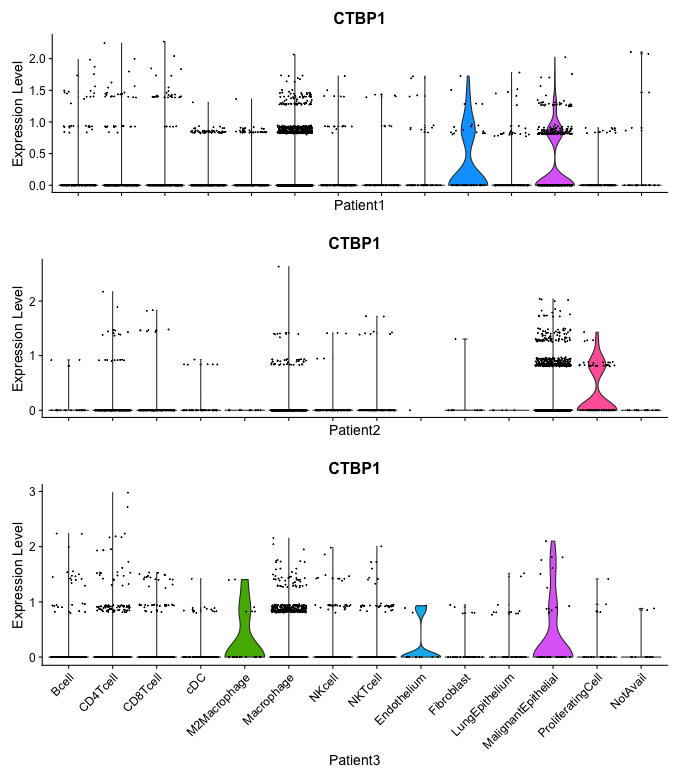 CTBP1
Expression Level
2.0
1.5
1.0
0.5
0.0
Patient1
CTBP1
Expression Level
2
1
0
Patient2
CTBP1
Expression Level
3
2
1
0
Bcell
CD4Tcell
CD8Tcell
cDC
M2Macrophage
Macrophage
NKcell
NKTcell
Endothelium
Fibroblast
LungEpithelium
MalignantEpithelial
ProliferatingCell
NotAvail
Patient3